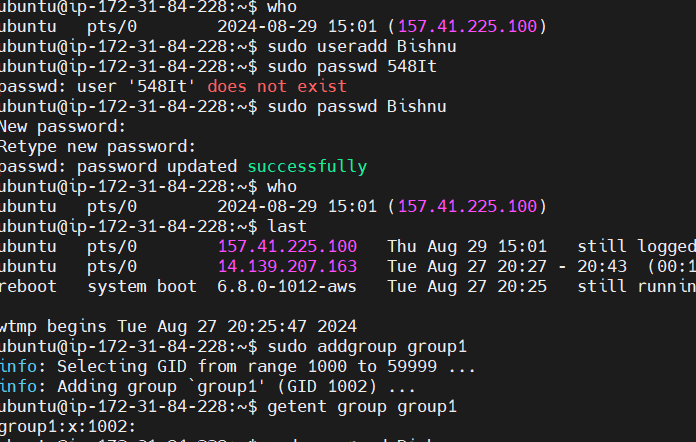 ubuntu@ip-172-31-84-228:~$ who
ubuntu   pts/0        2024-08-29 15:01 (157.41.225.100)
ubuntu@ip-172-31-84-228:~$ sudo useradd Bishnu
ubuntu@ip-172-31-84-228:~$ sudo passwd 548It
passwd: user '548It' does not exist
ubuntu@ip-172-31-84-228:~$ sudo passwd Bishnu
New password:
Retype new password:
passwd: password updated successfully
ubuntu@ip-172-31-84-228:~$ who
ubuntu   pts/0        2024-08-29 15:01 (157.41.225.100)
ubuntu@ip-172-31-84-228:~$ last
ubuntu   pts/0        157.41.225.100   Thu Aug 29 15:01   still logged
ubuntu   pts/0        14.139.207.163   Tue Aug 27 20:27 - 20:43  (00:1
reboot   system boot  6.8.0-1012-aws   Tue Aug 27 20:25   still runnin
wtmp begins Tue Aug 27 20:25:47 2024
ubuntu@ip-172-31-84-228:~$ sudo addgroup group1
info: Selecting GID from range 1000 to 59999 ...
info: Adding group `group1' (GID 1002) ...
ubuntu@ip-172-31-84-228:~$ getent group group1
group1:x:1002: